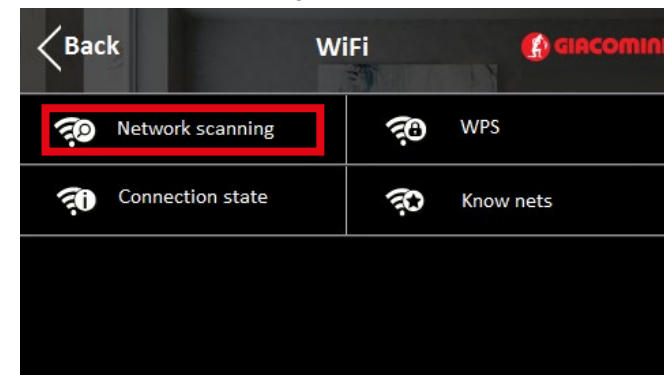 Back WiFi GIACOMINI
Network scanning WPS
Connection state Know nets